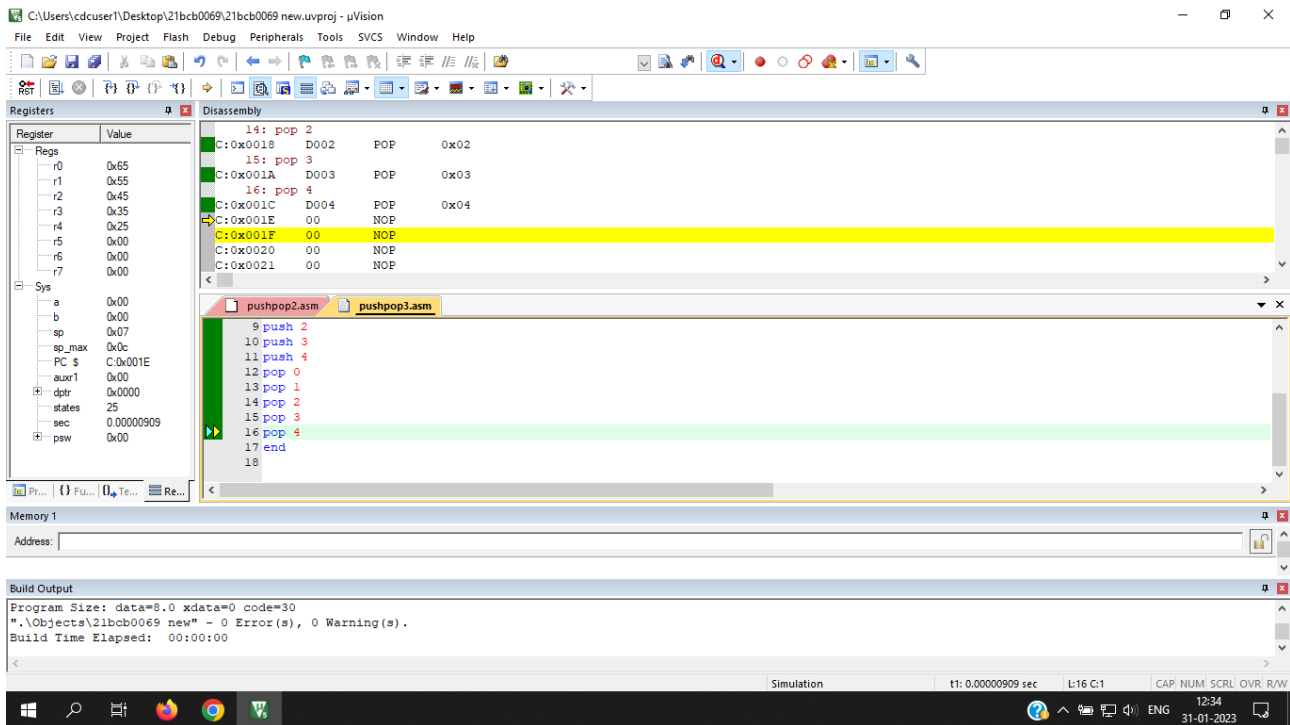 C:\Users\cdcuser1\Desktop\21bcb0069\21bcb0069 new.uvproj - µVision
File Edit View Project Flash Debug Peripherals Tools SVCS Window Help
RST
Registers
Register Value
Regs
r0 0x65
r1 0x55
r2 0x45
r3 0x35
r4 0x25
r5 0x00
r6 0x00
r7 0x00
Sys
a 0x00
b 0x00
sp 0x07
sp_max 0x0c
PC $ C:0x001E
auxr1 0x00
dptr 0x0000
states 25
sec 0.00000909
psw 0x00
Pr... {} Fu... Te... Re...
Disassembly
14: pop 2
C:0x0018 D002 POP 0x02
15: pop 3
C:0x001A D003 POP 0x03
16: pop 4
C:0x001C D004 POP 0x04
C:0x001E 00 NOP
C:0x001F 00 NOP
C:0x0020 00 NOP
C:0x0021 00 NOP
pushpop2.asm pushpop3.asm
9 push 2
10 push 3
11 push 4
12 pop 0
13 pop 1
14 pop 2
15 pop 3
16 pop 4
17 end
18
Memory 1
Address:
Build Output
Program Size: data=8.0 xdata=0 code=30
".\Objects\21bcb0069 new" - 0 Error(s), 0 Warning(s).
Build Time Elapsed: 00:00:00
Simulation t1: 0.00000909 sec L:16 C:1 CAP NUM SCRL OVR R/W
ENG 12:34
31-01-2023